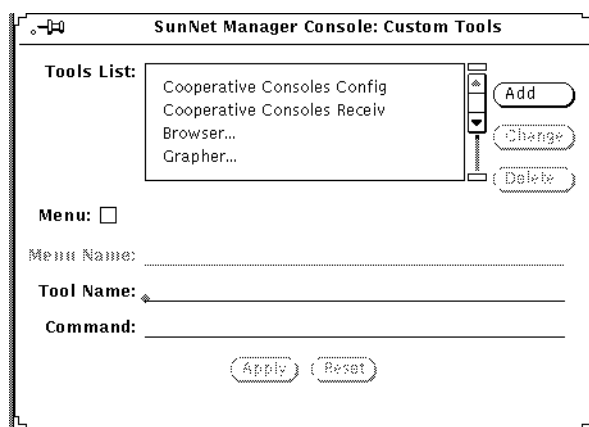 SunNet Manager Console: Custom Tools
Tools List:
Cooperative Consoles Config
Cooperative Consoles Receiv
Browser...
Grapher...
Add
Change
Delete
Menu:
Menu Name:
Tool Name:
Command:
Apply Reset